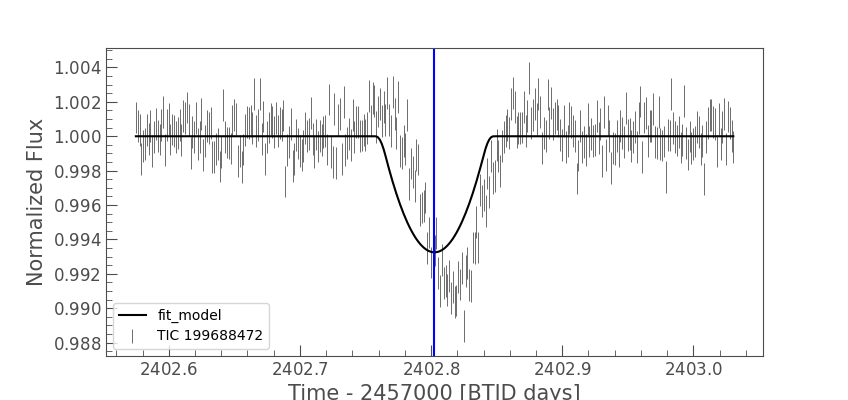 1.004
1.002
1.000
0.998
0.996
0.994
0.992
0.990
0.988
Normalized Flux
fit_model
TIC 199688472
2402.6 2402.7 2402.8 2402.9 2403.0
Time - 2457000 [BTJD days]